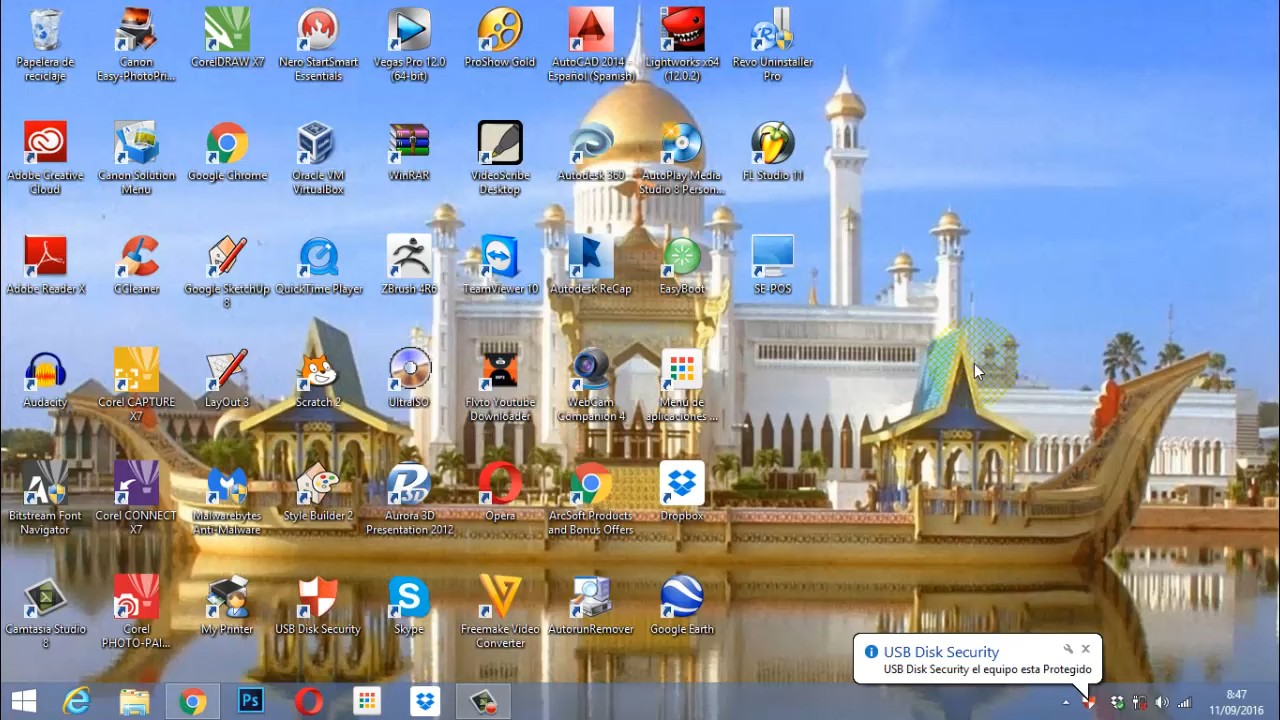 Papelera de
reciclaje
Canon
Easy-PhotoPri...
CorelDRAW X7
Nero StartSmart
Essentials
Vegas Pro 12.0
(64-bit)
ProShow Gold
AutoCAD 2014 -
Español (Spanish)
Lightworks x64
(12.0.2)
Revo Uninstaller
Pro
Adobe Creative
Cloud
Canon Solution
Menu
Google Chrome
Oracle VM
VirtualBox
WinRAR
VideoScribe
Desktop
Autodesk 360
AutoPlay Media
Studio 8 Person...
FL Studio 11
Adobe Reader X
CCleaner
Google SketchUp
8
QuickTime Player
ZBrush 4R6
TeamViewer 10
Autodesk ReCap
EasyBoot
SE-POS
Audacity
Corel CAPTURE
X7
LayOut 3
Scratch 2
UltraISO
MP3
Flvto Youtube
Downloader
WebCam
Companion 4
Menú de
aplicaciones ...
Bitstream Font
Navigator
Corel CONNECT
X7
Malwarebytes
Anti-Malware
Style Builder 2
3D
Aurora 3D
Presentation 2012
Opera
ArcSoft Products
and Bonus Offers
Dropbox
Camtasia Studio
8
Corel
PHOTO-PAI...
My Printer
USB Disk Security
Skype
Freemake Video
Converter
AutorunRemover
Google Earth
USB Disk Security
USB Disk Security el equipo esta Protegido
Ps
8:47
11/09/2016